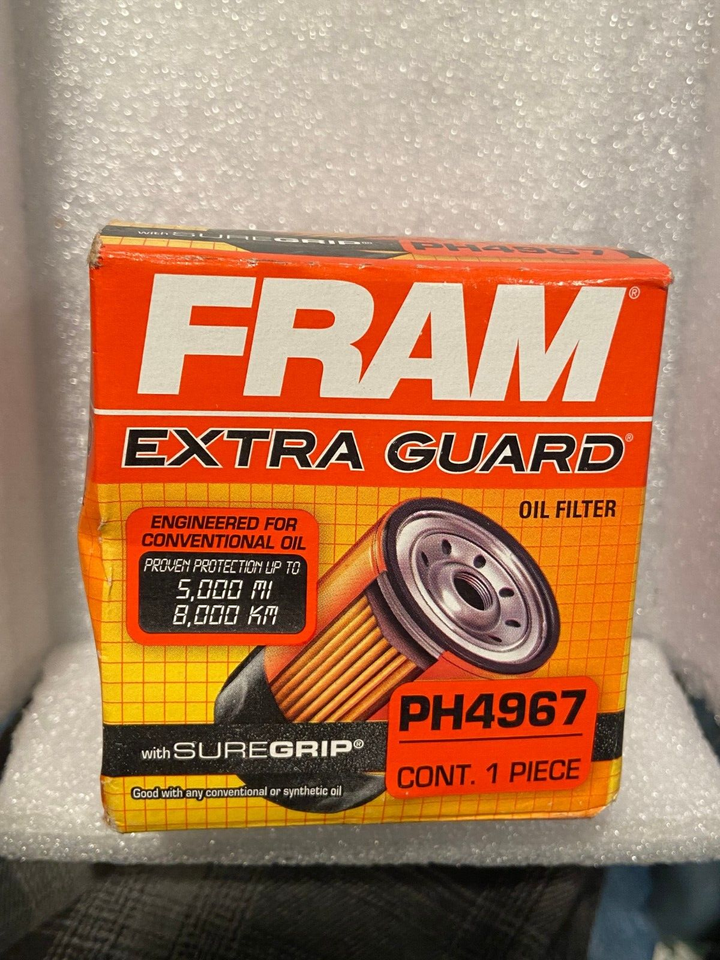 with SUREGRIP®
PH4967
FRAM®
EXTRA GUARD®
OIL FILTER
ENGINEERED FOR
CONVENTIONAL OIL
PROVEN PROTECTION UP TO
5,000 MI
8,000 KM
PH4967
CONT. 1 PIECE
with SUREGRIP®
Good with any conventional or synthetic oil